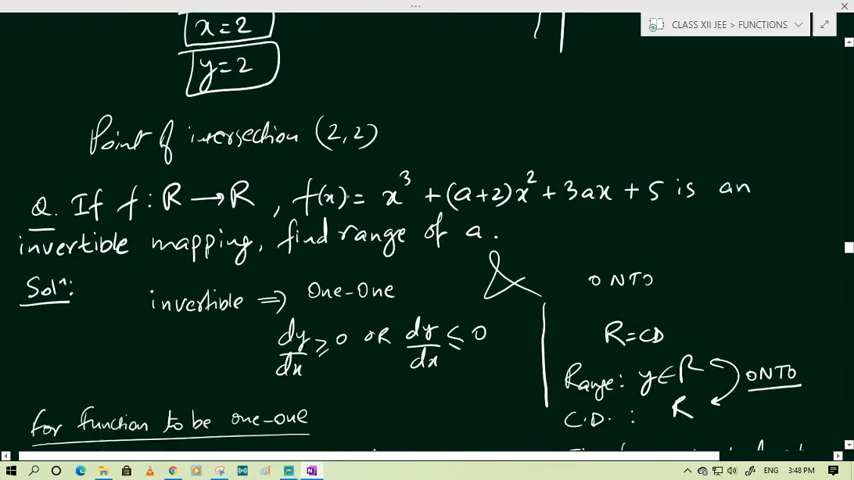 CLASS XII JEE > FUNCTIONS
x=2
y=2
Point of intersection (2,2)
Q. If f : R → R , f(x) = x³ + (a+2)x² + 3ax + 5 is an
invertible mapping, find range of a.
Solⁿ:
invertible ⇒ One-One & ONTO
dy/dx ≥ 0 OR dy/dx ≤ 0
R=CD
Range: y∈R
ONTO
C.D. : R
for function to be one-one
ENG 3:48 PM